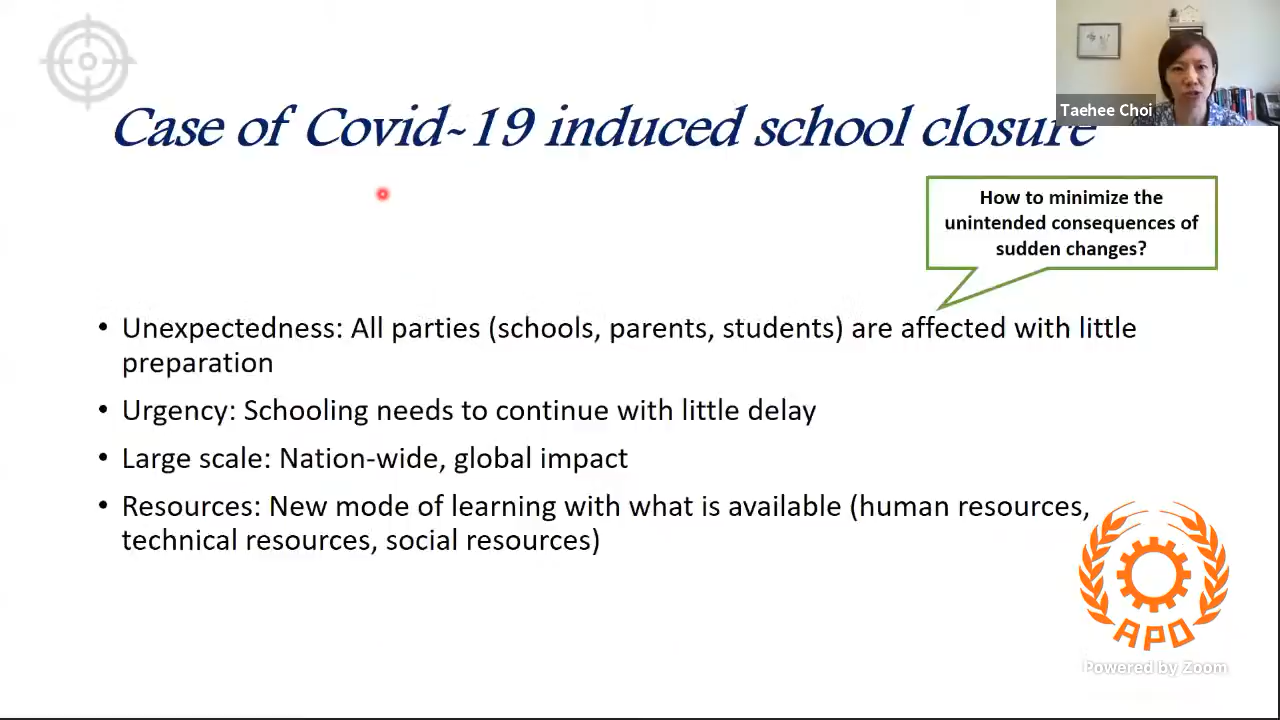 Taehee Choi
Case of Covid-19 induced school closure
How to minimize the
unintended consequences of
sudden changes?
• Unexpectedness: All parties (schools, parents, students) are affected with little
preparation
• Urgency: Schooling needs to continue with little delay
• Large scale: Nation-wide, global impact
• Resources: New mode of learning with what is available (human resources,
technical resources, social resources)
APO
Powered by Zoom